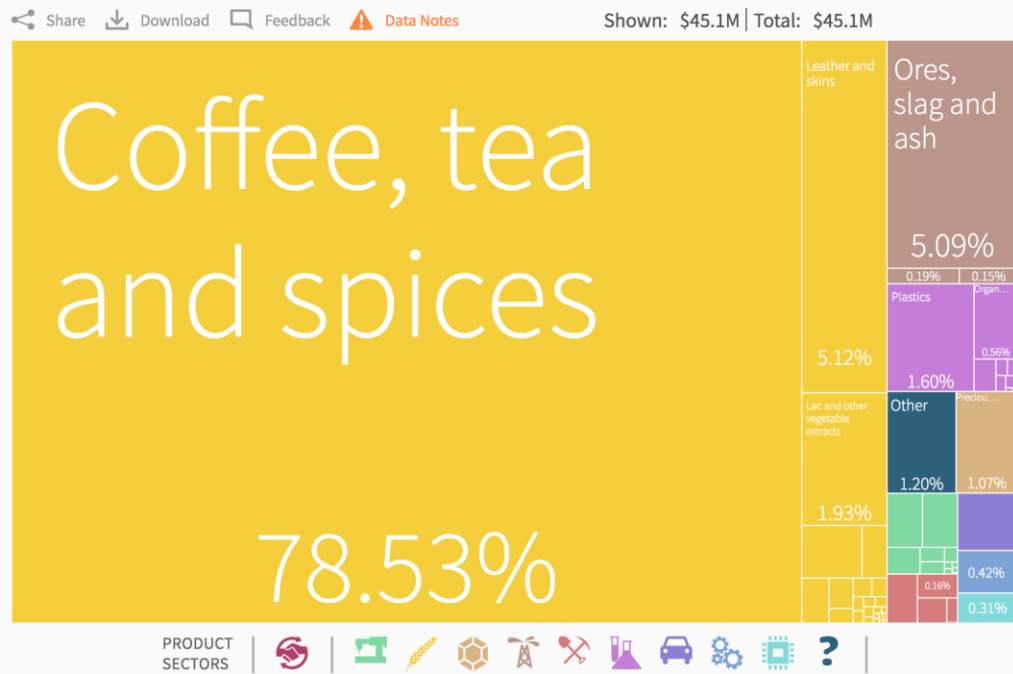 Share
Download
Feedback
Data Notes
Shown: $45.1M | Total: $45.1M
Coffee, tea
and spices
78.53%
Leather and
skins
5.12%
Lac and other
vegetable
extracts
1.93%
Ores,
slag and
ash
5.09%
0.19%
0.15%
Plastics
1.60%
Organ...
0.56%
Other
1.20%
Preciou...
1.07%
0.42%
0.16%
0.31%
PRODUCT
SECTORS
?